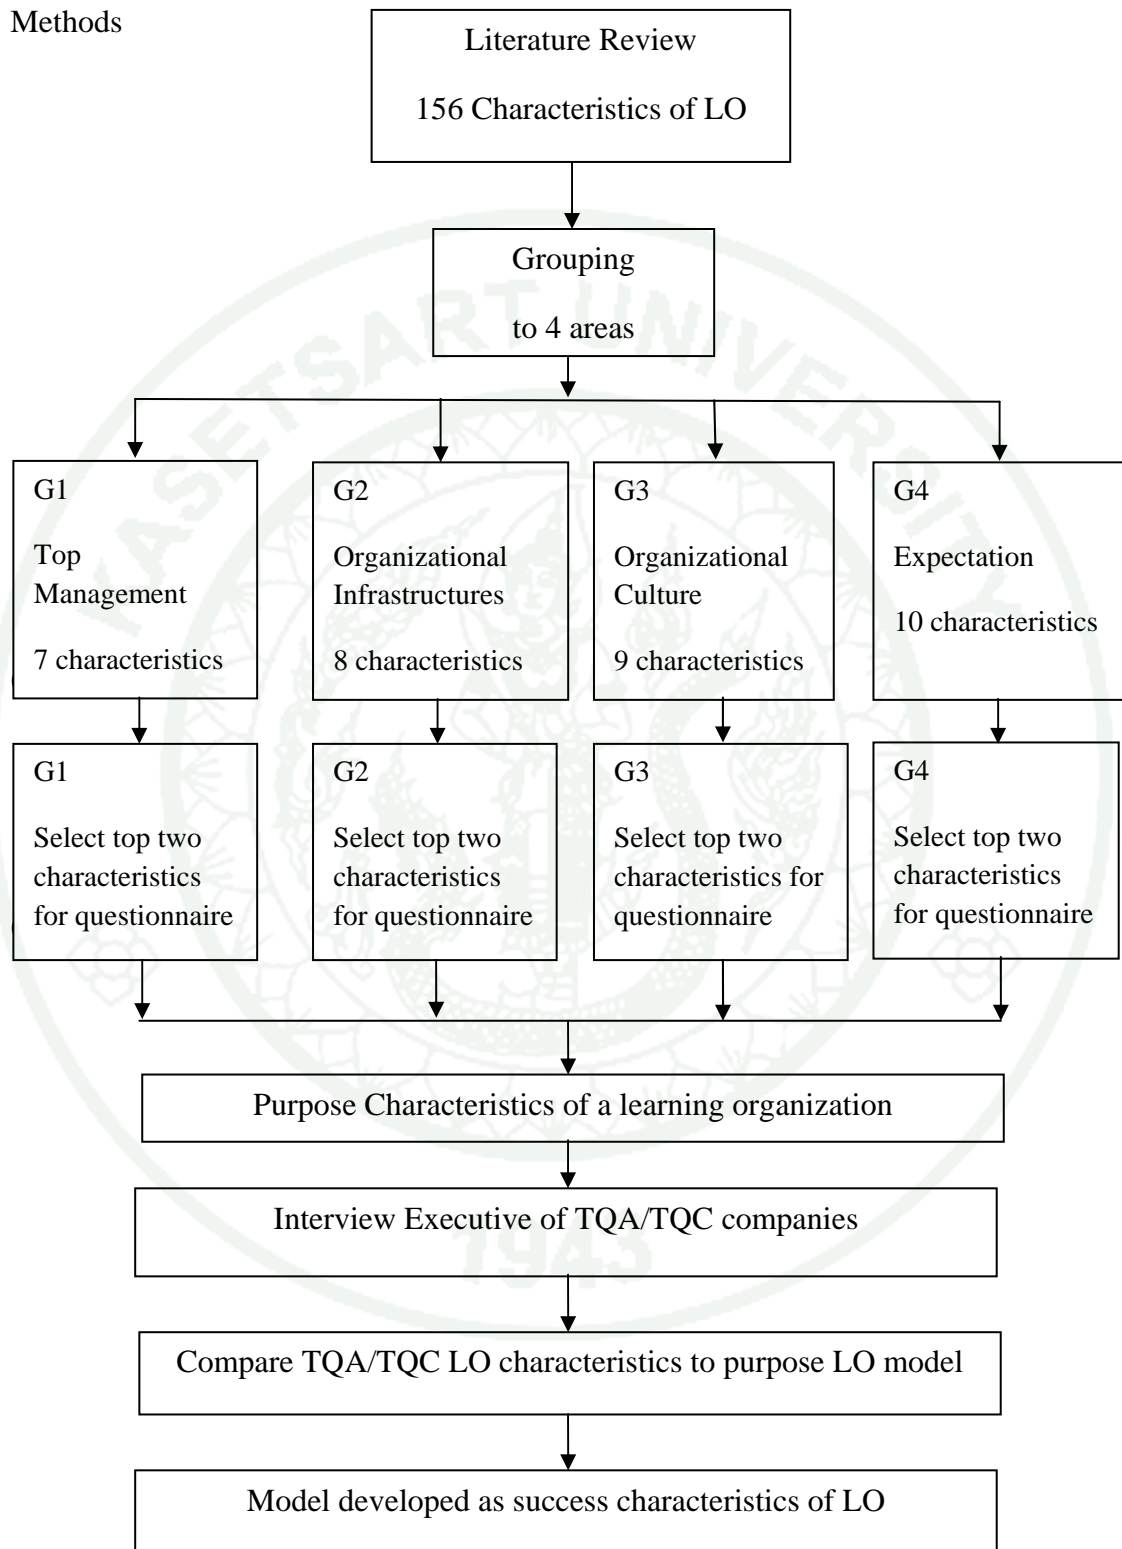 Methods
Literature Review
156 Characteristics of LO
Grouping
to 4 areas
G1
Top
Management
7 characteristics
G2
Organizational
Infrastructures
8 characteristics
G3
Organizational
Culture
9 characteristics
G4
Expectation
10 characteristics
G1
Select top two
characteristics
for questionnaire
G2
Select top two
characteristics
for questionnaire
G3
Select top two
characteristics for
questionnaire
G4
Select top two
characteristics
for questionnaire
Purpose Characteristics of a learning organization
Interview Executive of TQA/TQC companies
Compare TQA/TQC LO characteristics to purpose LO model
Model developed as success characteristics of LO
KASETSART UNIVERSITY
1943